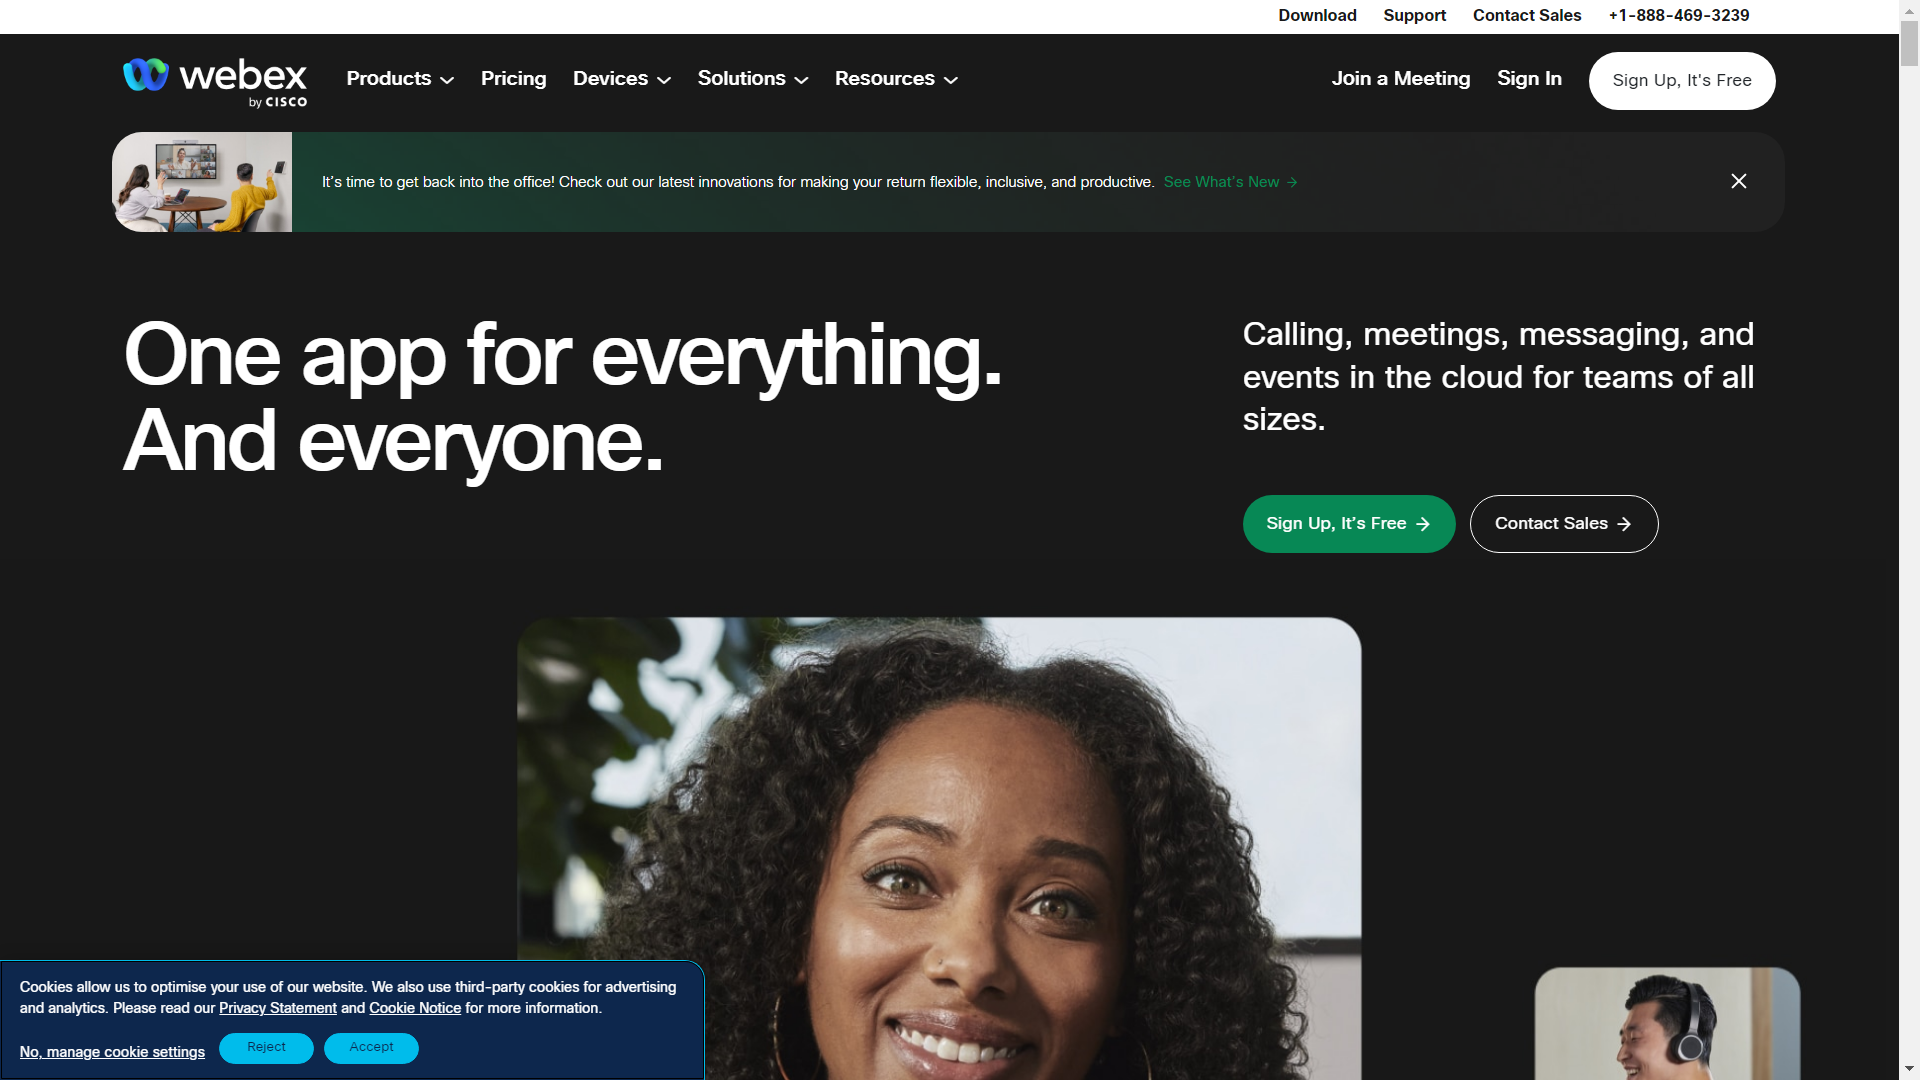 Download Support Contact Sales +1-888-469-3239
webex
by CISCO
Products Pricing Devices Solutions Resources
Join a Meeting Sign In Sign Up, It's Free
It’s time to get back into the office! Check out our latest innovations for making your return flexible, inclusive, and productive. See What’s New →
One app for everything.
And everyone.
Calling, meetings, messaging, and
events in the cloud for teams of all
sizes.
Sign Up, It’s Free →
Contact Sales →
Cookies allow us to optimise your use of our website. We also use third-party cookies for advertising
and analytics. Please read our Privacy Statement and Cookie Notice for more information.
No, manage cookie settings Reject Accept